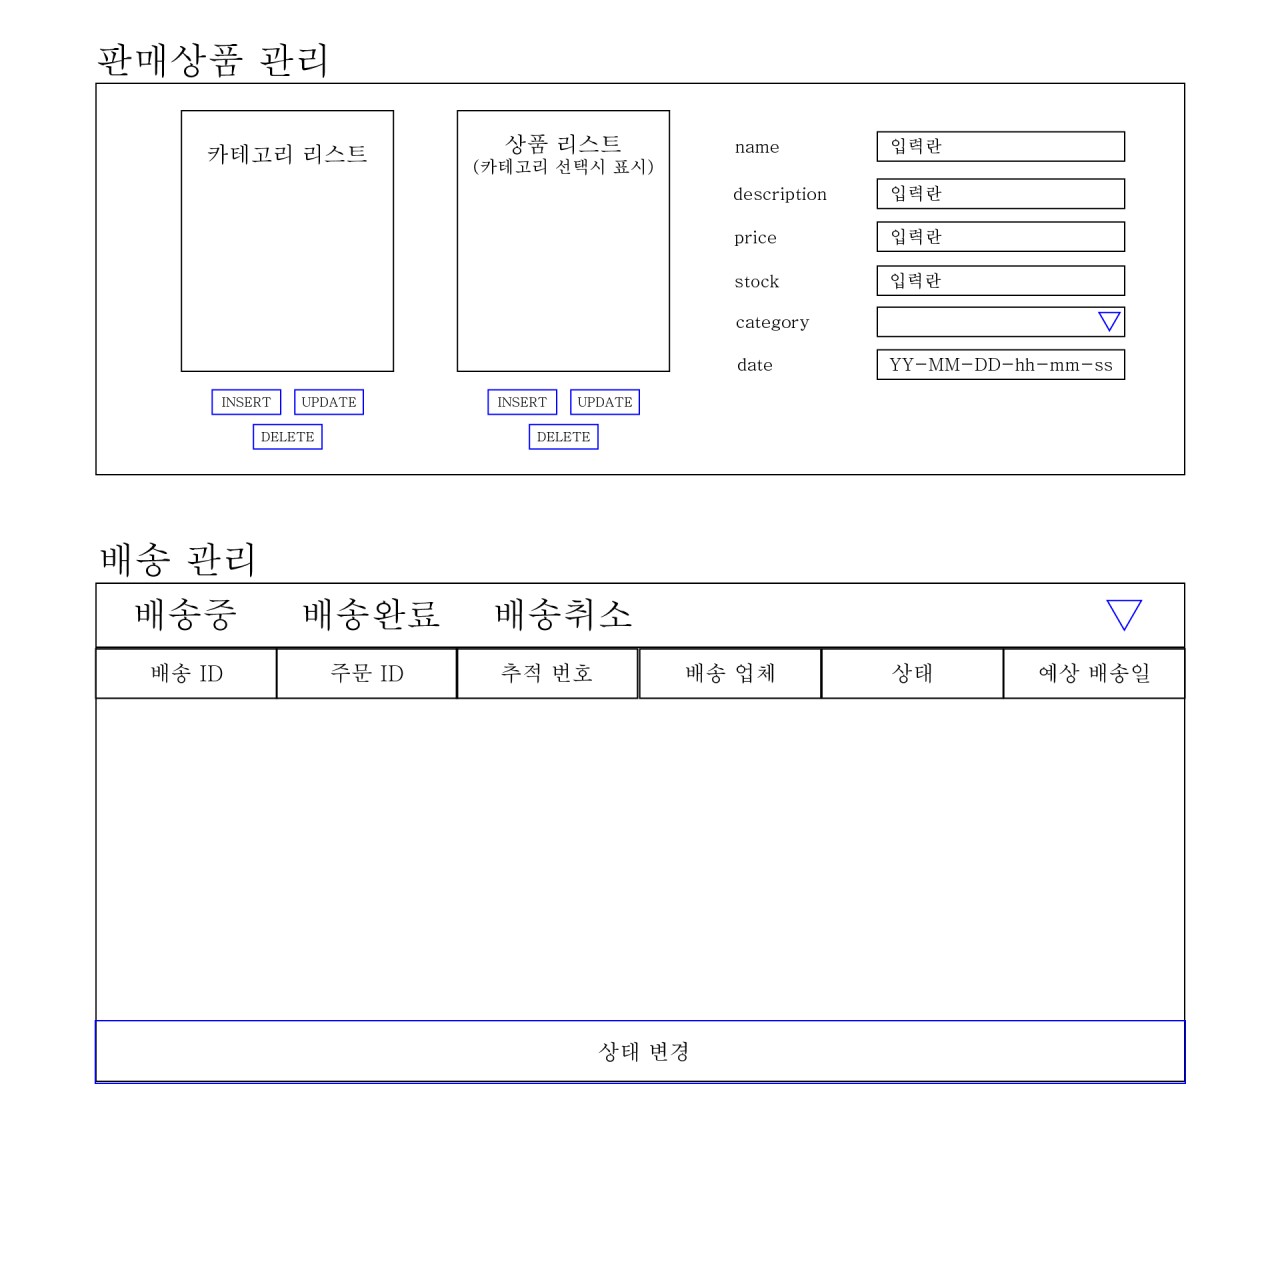 판매상품 관리
카테고리 리스트
INSERT UPDATE
DELETE
상품 리스트
(카테고리 선택시 표시)
INSERT UPDATE
DELETE
name 입력란
description 입력란
price 입력란
stock 입력란
category
date YY-MM-DD-hh-mm-ss
배송 관리
배송중 배송완료 배송취소
배송 ID 주문 ID 추적 번호 배송 업체 상태 예상 배송일
상태 변경